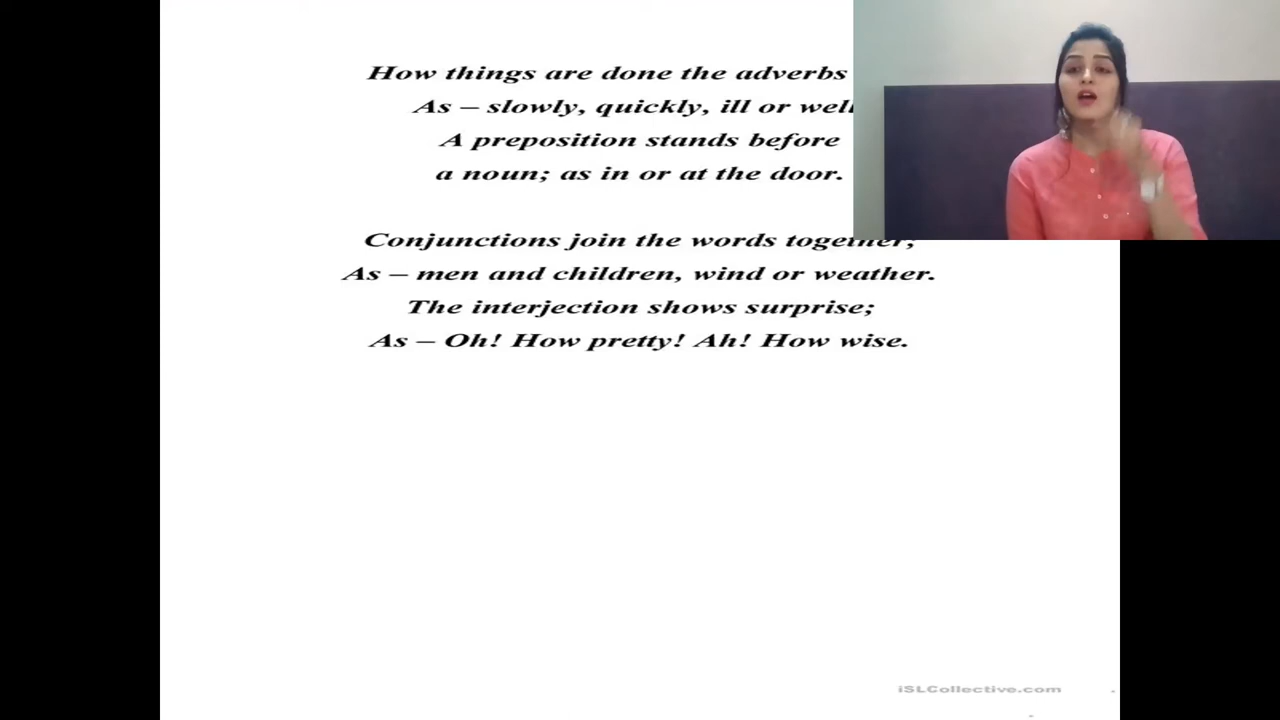 How things are done the adverbs
As – slowly, quickly, ill or well
A preposition stands before
a noun; as in or at the door.
Conjunctions join the words together;
As – men and children, wind or weather.
The interjection shows surprise;
As – Oh! How pretty! Ah! How wise.
iSLCollective.com